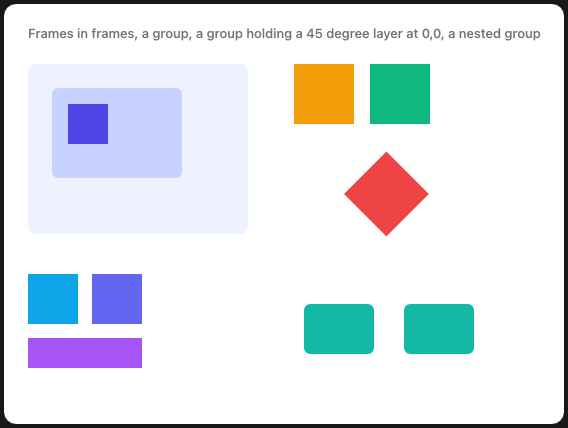 Frames in frames, a group, a group holding a 45 degree layer at 0,0, a nested group